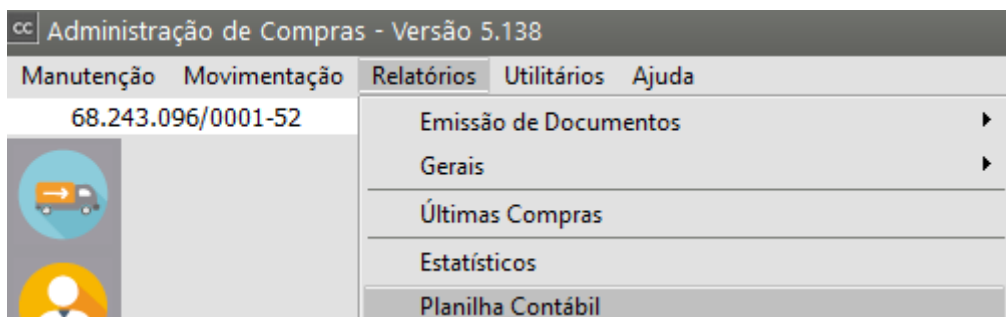 cc Administração de Compras - Versão 5.138
Manutenção Movimentação Relatórios Utilitários Ajuda
68.243.096/0001-52
Emissão de Documentos
Gerais
Últimas Compras
Estatísticos
Planilha Contábil